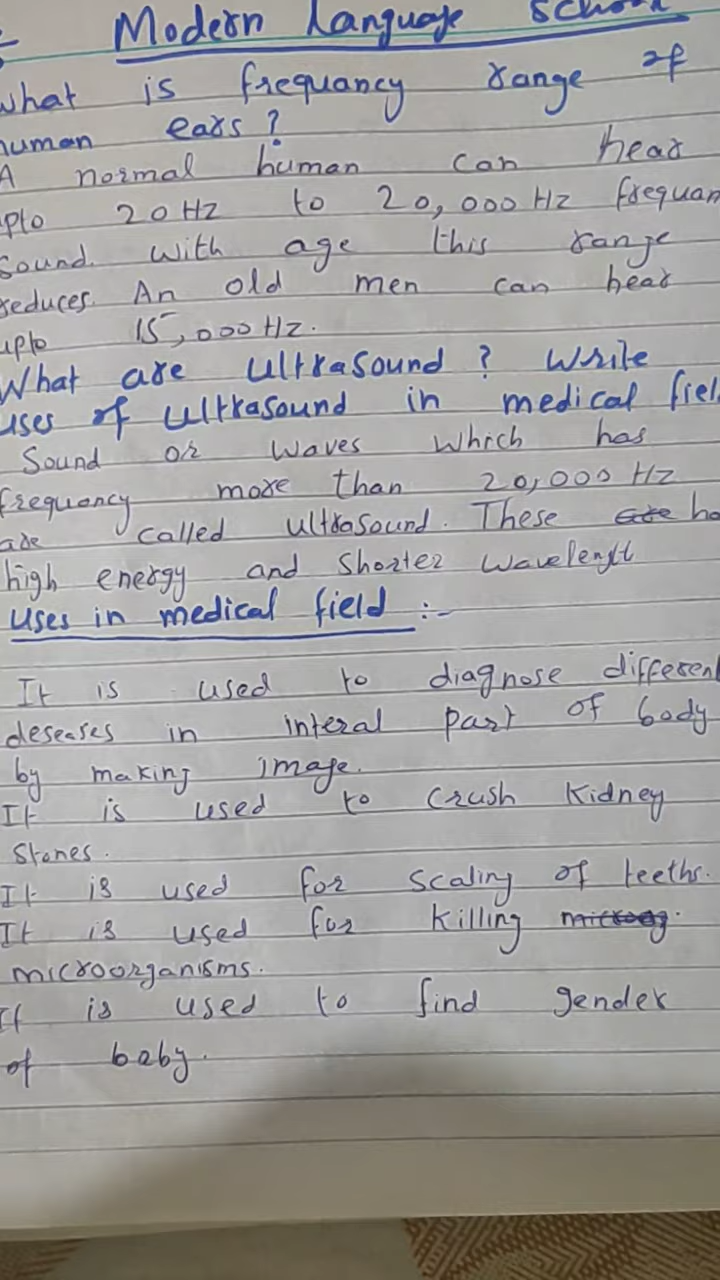 Modern Language School
What is frequancy range of
human ears ?
A normal human can hear
upto 20 Hz to 20,000 Hz frequan
Sound. With age this range
reduces. An old men can hear
upto 15,000 Hz.
What are ultrasound ? Write
uses of ultrasound in medical fiel
Sound or waves which has
frequency more than 20,000 Hz
are called ultrasound. These are ha
high energy and shorter wavelengt
uses in medical field :-
It is used to diagnose differen
deseases in interal part of body
by making image.
It is used to crush Kidney
Stones.
It is used for scaling of teeths.
It is used for killing
microorganisms.
It is used to find gender
of baby.